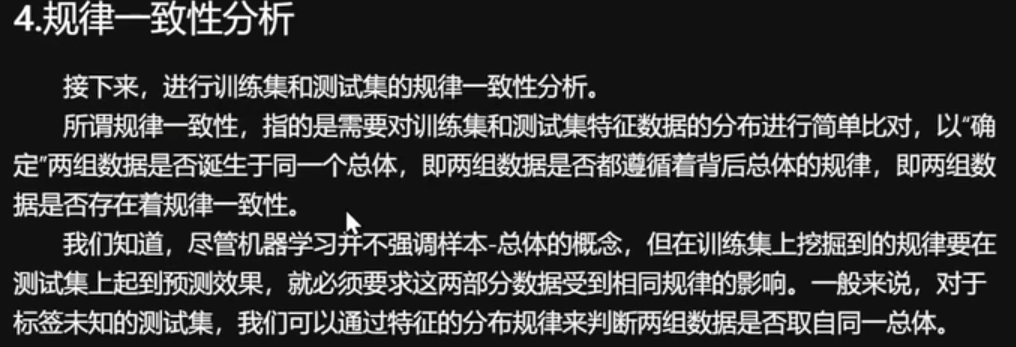 4.规律一致性分析
接下来，进行训练集和测试集的规律一致性分析。
所谓规律一致性，指的是需要对训练集和测试集特征数据的分布进行简单比对，以“确
定”两组数据是否诞生于同一个总体，即两组数据是否都遵循着背后总体的规律，即两组数
据是否存在着规律一致性。
我们知道，尽管机器学习并不强调样本-总体的概念，但在训练集上挖掘到的规律要在
测试集上起到预测效果，就必须要求这两部分数据受到相同规律的影响。一般来说，对于
标签未知的测试集，我们可以通过特征的分布规律来判断两组数据是否取自同一总体。